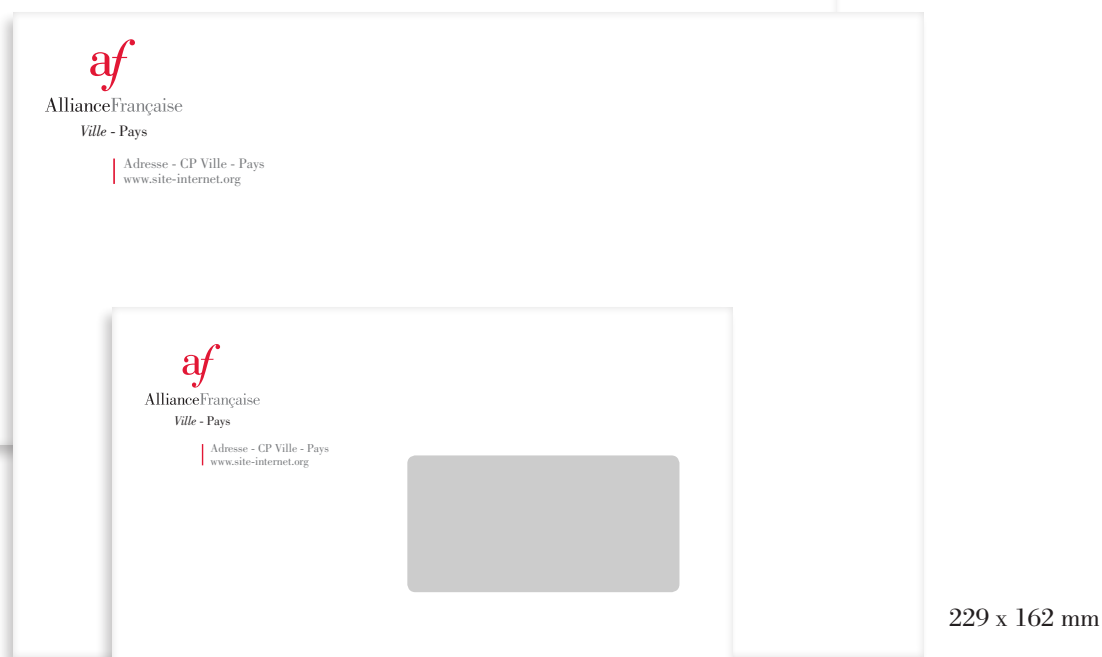 af
AllianceFrançaise
Ville - Pays
Adresse - CP Ville - Pays
www.site-internet.org
af
AllianceFrançaise
Ville - Pays
Adresse - CP Ville - Pays
www.site-internet.org
229 x 162 mm